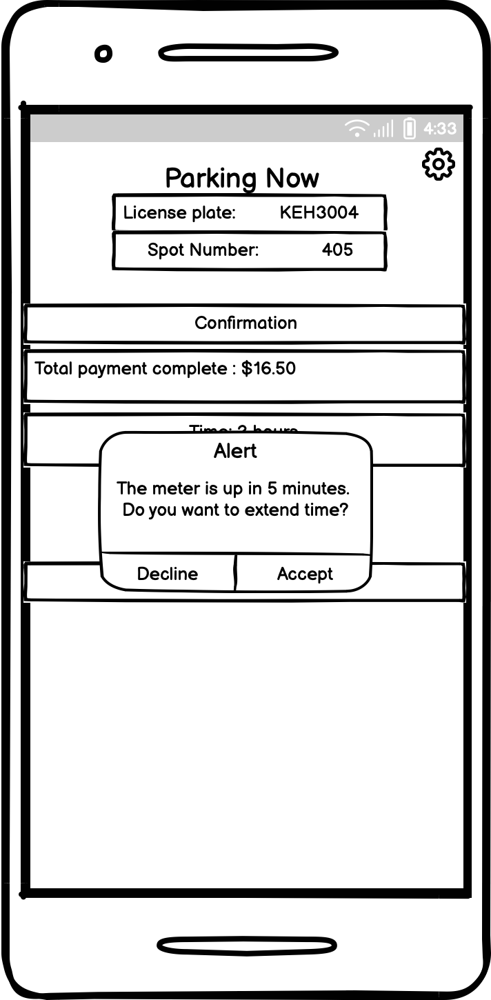 4:33
Parking Now
License plate: KEH3004
Spot Number: 405
Confirmation
Total payment complete : $16.50
Time: hours
Alert
The meter is up in 5 minutes.
Do you want to extend time?
Decline Accept